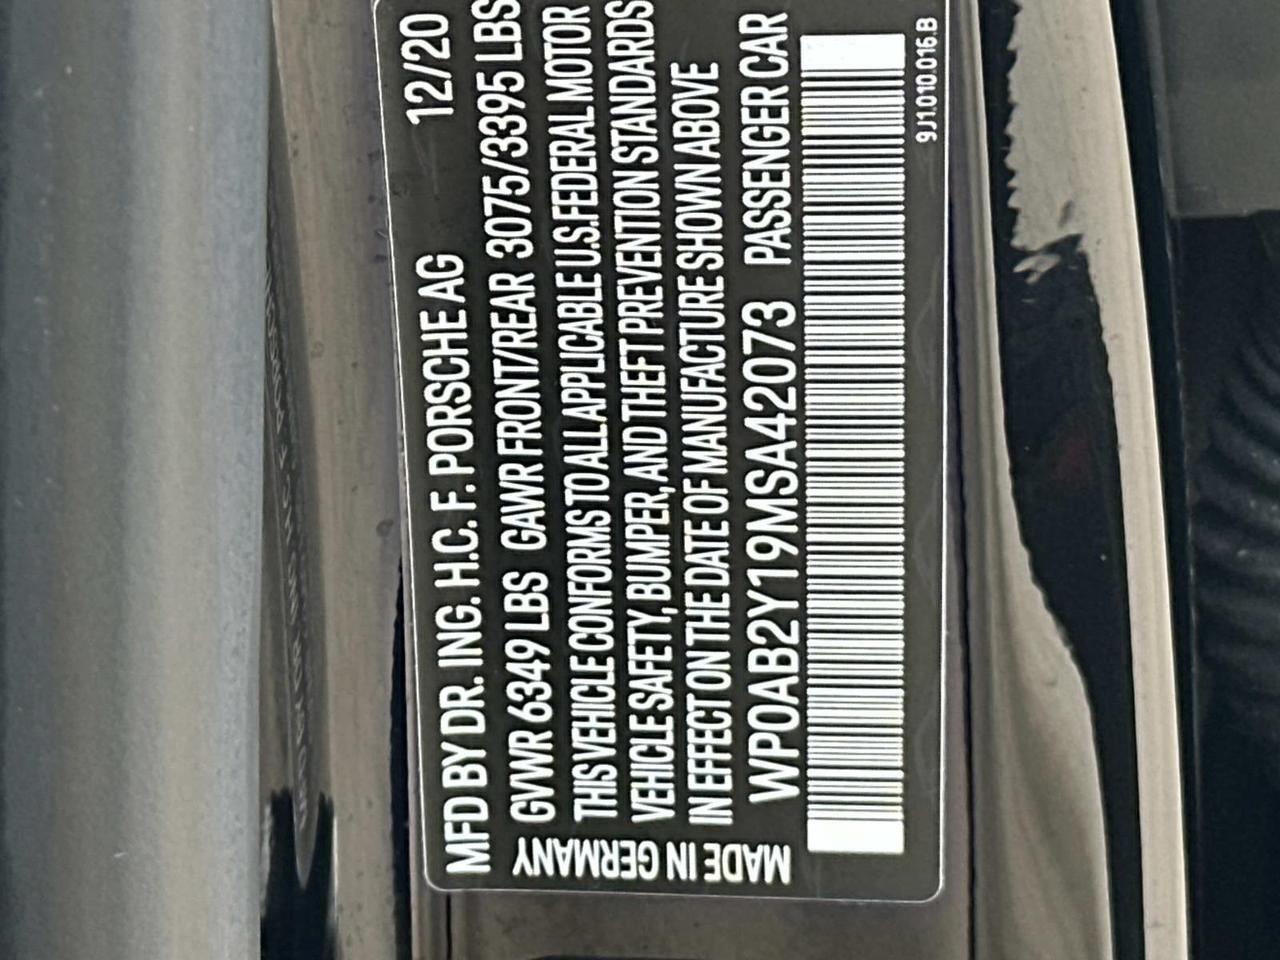 MFD BY DR. ING. H.C. F. PORSCHE AG 12/20
GVWR 6349 LBS GAWR FRONT/REAR 3075/3395 LBS
THIS VEHICLE CONFORMS TO ALL APPLICABLE U.S. FEDERAL MOTOR
VEHICLE SAFETY, BUMPER, AND THEFT PREVENTION STANDARDS
IN EFFECT ON THE DATE OF MANUFACTURE SHOWN ABOVE
WP0AB2Y19MSA42073 PASSENGER CAR
MADE IN GERMANY
9J1.010.016.B